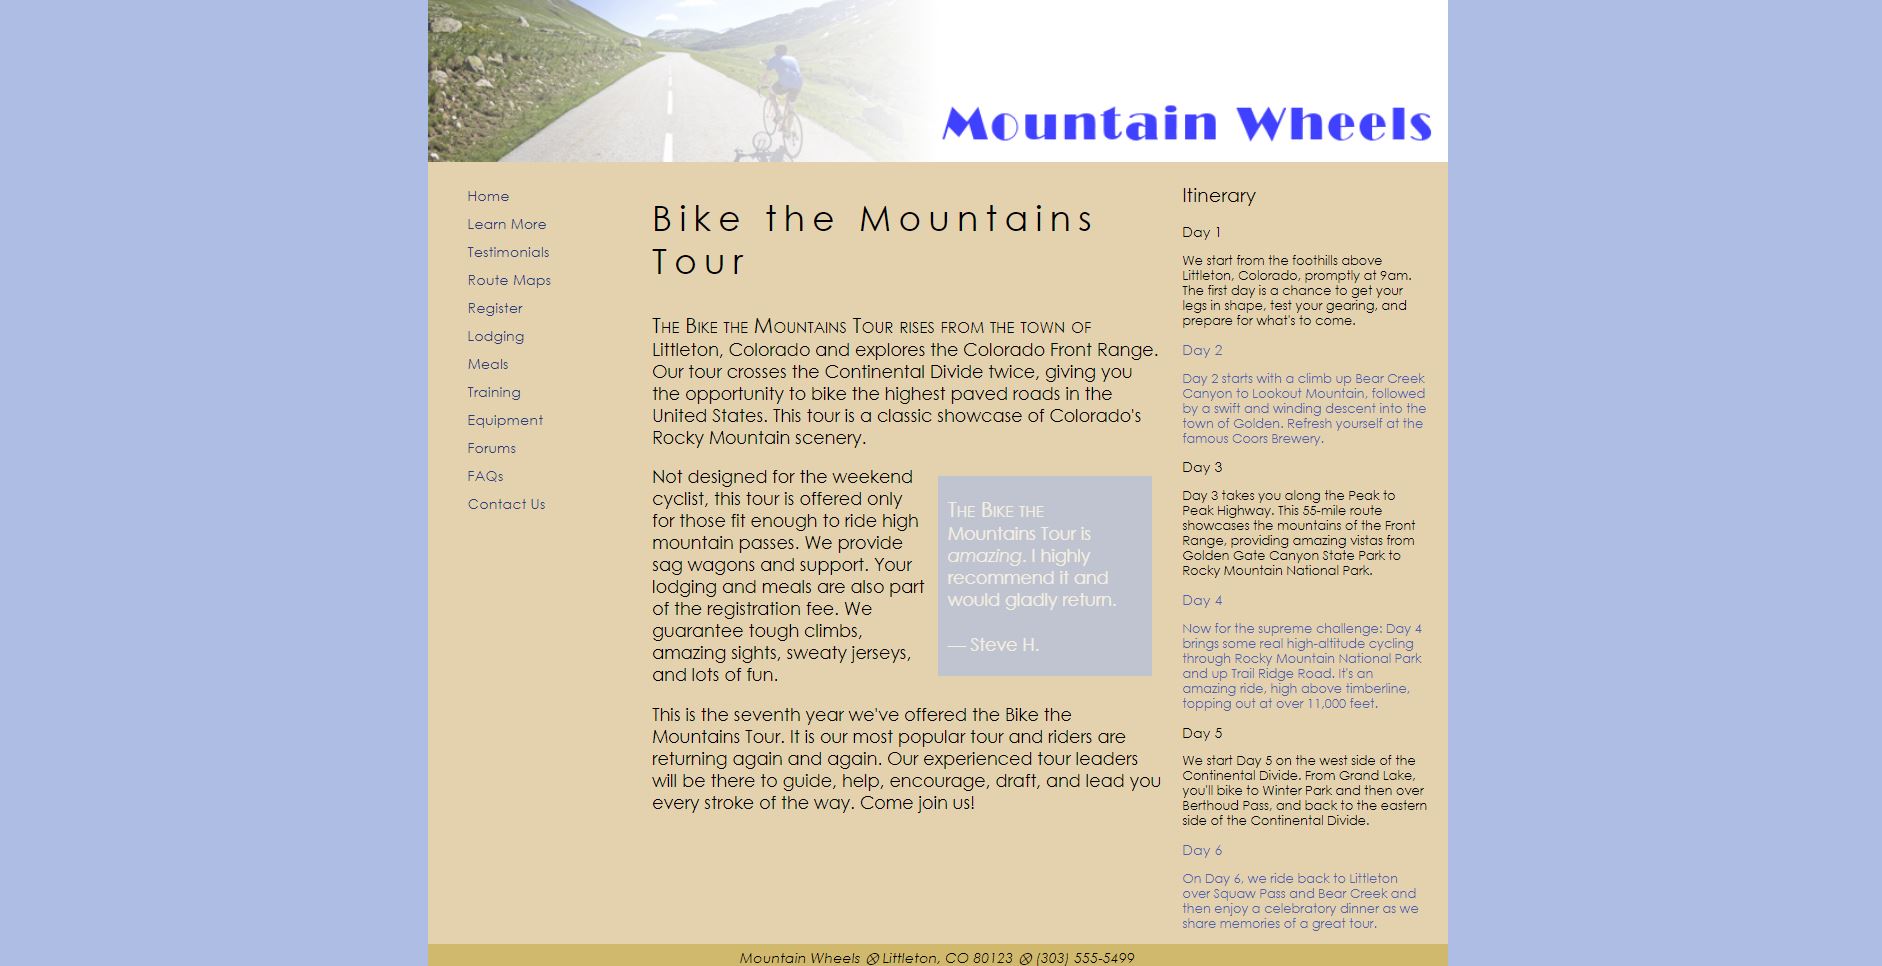 Mountain Wheels
Home
Learn More
Testimonials
Route Maps
Register
Lodging
Meals
Training
Equipment
Forums
FAQs
Contact Us
Bike the Mountains
Tour
The Bike the Mountains Tour rises from the town of
Littleton, Colorado and explores the Colorado Front Range.
Our tour crosses the Continental Divide twice, giving you
the opportunity to bike the highest paved roads in the
United States. This tour is a classic showcase of Colorado's
Rocky Mountain scenery.
Not designed for the weekend
cyclist, this tour is offered only
for those fit enough to ride high
mountain passes. We provide
sag wagons and support. Your
lodging and meals are also part
of the registration fee. We
guarantee tough climbs,
amazing sights, sweaty jerseys,
and lots of fun.
The Bike the
Mountains Tour is
amazing. I highly
recommend it and
would gladly return.
— Steve H.
This is the seventh year we've offered the Bike the
Mountains Tour. It is our most popular tour and riders are
returning again and again. Our experienced tour leaders
will be there to guide, help, encourage, draft, and lead you
every stroke of the way. Come join us!
Itinerary
Day 1
We start from the foothills above
Littleton, Colorado, promptly at 9am.
The first day is a chance to get your
legs in shape, test your gearing, and
prepare for what's to come.
Day 2
Day 2 starts with a climb up Bear Creek
Canyon to Lookout Mountain, followed
by a swift and winding descent into the
town of Golden. Refresh yourself at the
famous Coors Brewery.
Day 3
Day 3 takes you along the Peak to
Peak Highway. This 55-mile route
showcases the mountains of the Front
Range, providing amazing vistas from
Golden Gate Canyon State Park to
Rocky Mountain National Park.
Day 4
Now for the supreme challenge: Day 4
brings some real high-altitude cycling
through Rocky Mountain National Park
and up Trail Ridge Road. It's an
amazing ride, high above timberline,
topping out at over 11,000 feet.
Day 5
We start Day 5 on the west side of the
Continental Divide. From Grand Lake,
you'll bike to Winter Park and then over
Berthoud Pass, and back to the eastern
side of the Continental Divide.
Day 6
On Day 6, we ride back to Littleton
over Squaw Pass and Bear Creek and
then enjoy a celebratory dinner as we
share memories of a great tour.
Mountain Wheels ⊗ Littleton, CO 80123 ⊗ (303) 555-5499